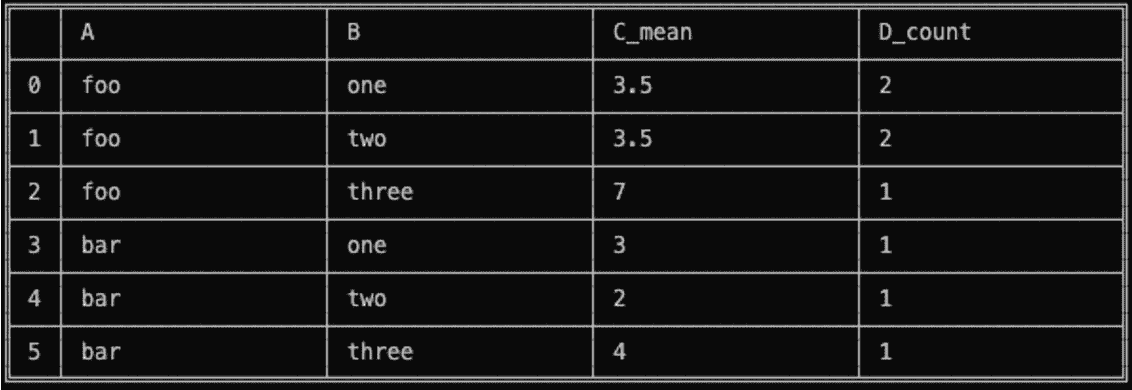 A B C_mean D_count
0 foo one 3.5 2
1 foo two 3.5 2
2 foo three 7 1
3 bar one 3 1
4 bar two 2 1
5 bar three 4 1